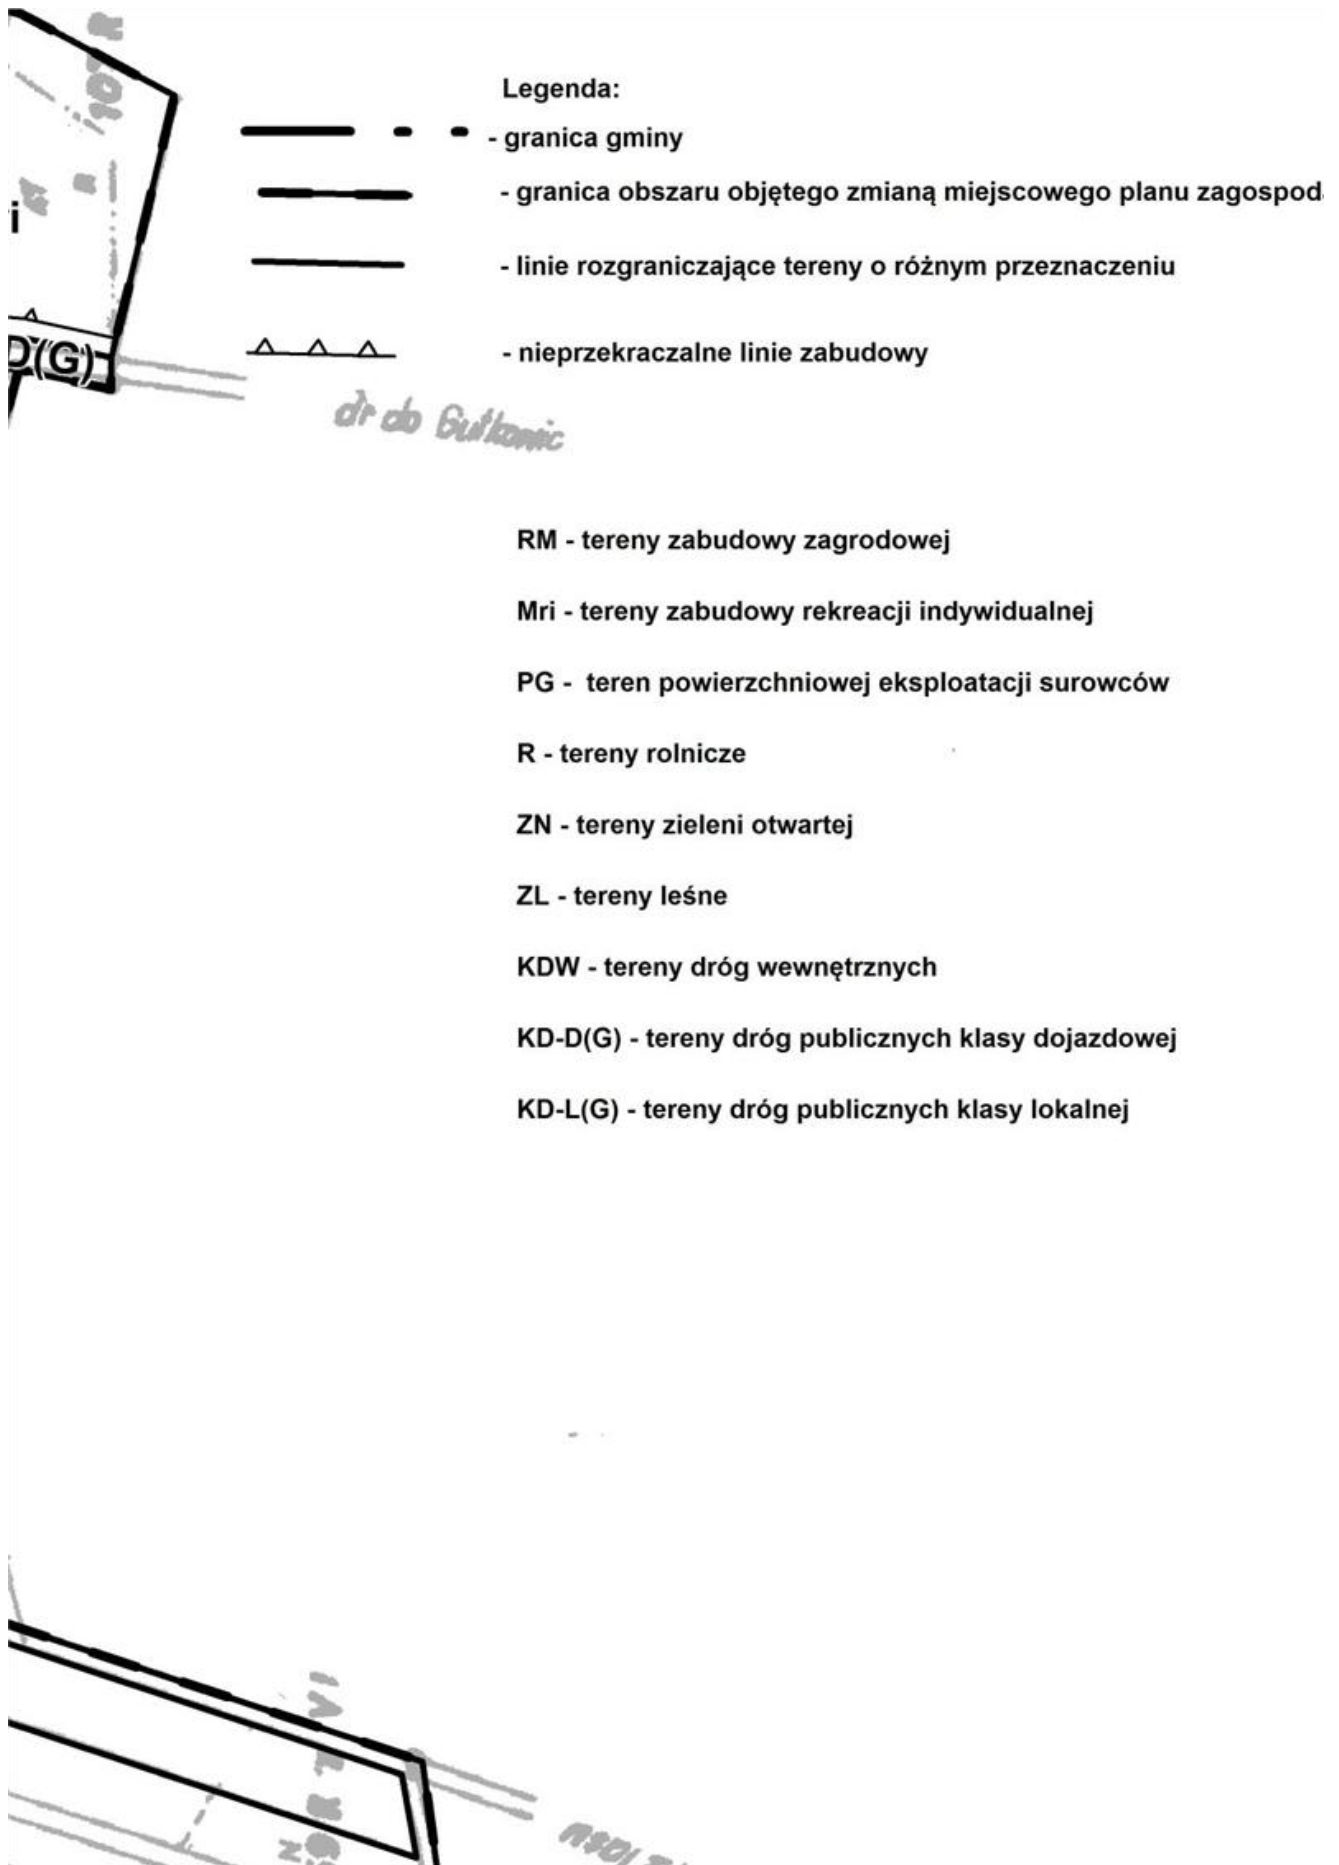 Legenda:
- granica gminy
- granica obszaru objętego zmianą miejscowego planu zagospod
- linie rozgraniczające tereny o różnym przeznaczeniu
- nieprzekraczalne linie zabudowy
i
D(G)
dr do Gutkowic
RM - tereny zabudowy zagrodowej
Mri - tereny zabudowy rekreacji indywidualnej
PG - teren powierzchniowej eksploatacji surowców
R - tereny rolnicze
ZN - tereny zieleni otwartej
ZL - tereny leśne
KDW - tereny dróg wewnętrznych
KD-D(G) - tereny dróg publicznych klasy dojazdowej
KD-L(G) - tereny dróg publicznych klasy lokalnej